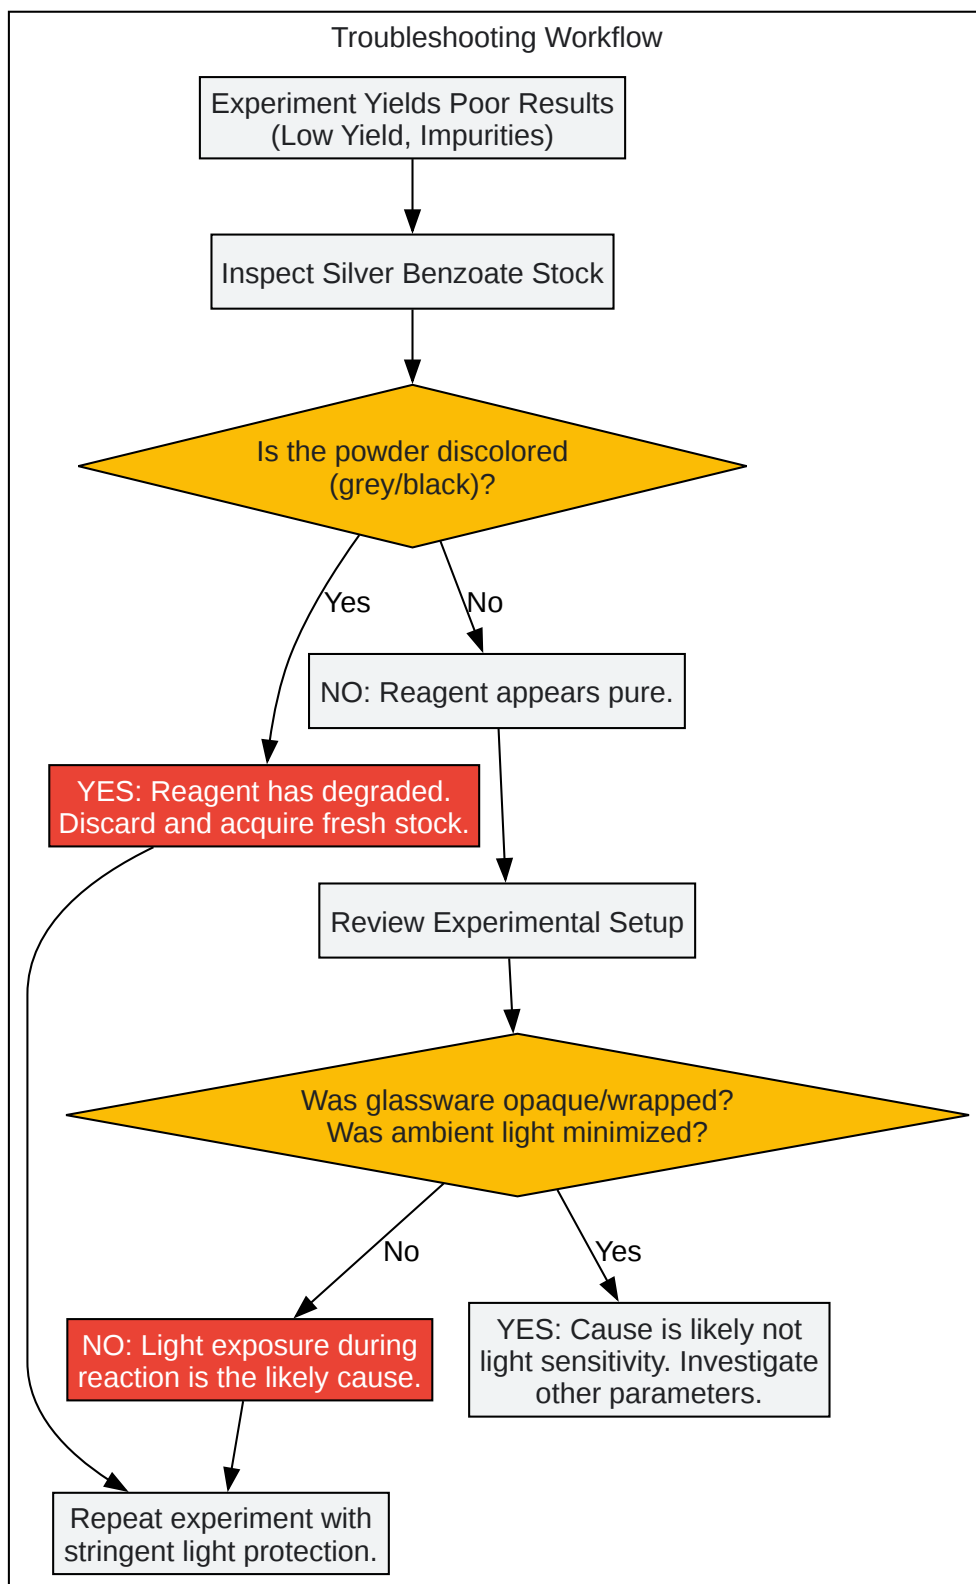 Troubleshooting Workflow
Experiment Yields Poor Results
(Low Yield, Impurities)
Inspect Silver Benzoate Stock
Is the powder discolored
(grey/black)?
Yes
No
NO: Reagent appears pure.
YES: Reagent has degraded.
Discard and acquire fresh stock.
Review Experimental Setup
Was glassware opaque/wrapped?
Was ambient light minimized?
No
Yes
NO: Light exposure during
reaction is the likely cause.
YES: Cause is likely not
light sensitivity. Investigate
other parameters.
Repeat experiment with
stringent light protection.